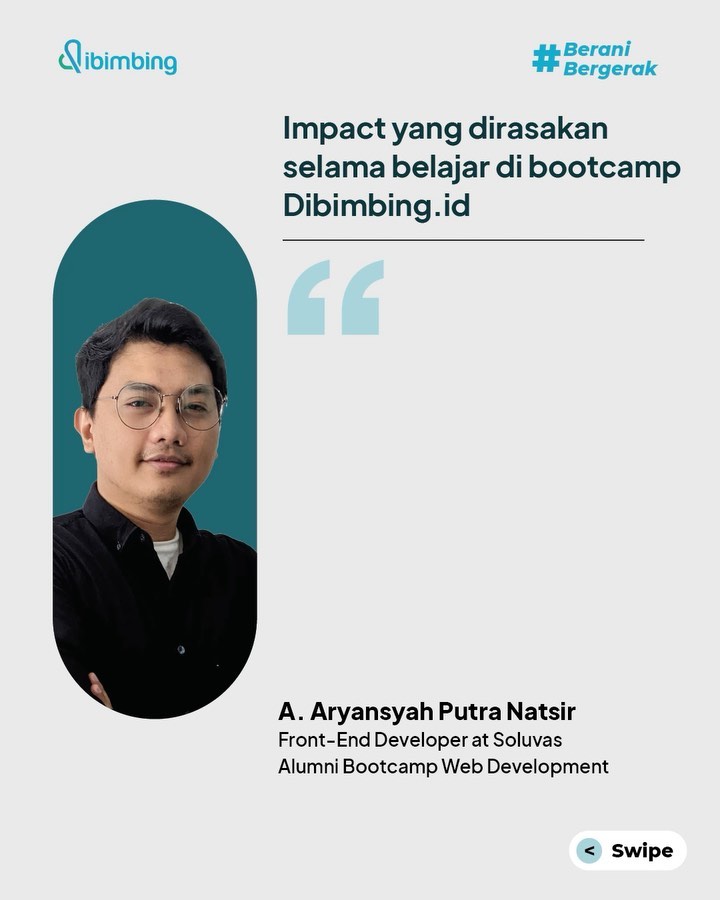 dibimbing
#Berani
Bergerak
Impact yang dirasakan
selama belajar di bootcamp
Dibimbing.id
“
A. Aryansyah Putra Natsir
Front-End Developer at Soluvas
Alumni Bootcamp Web Development
< Swipe